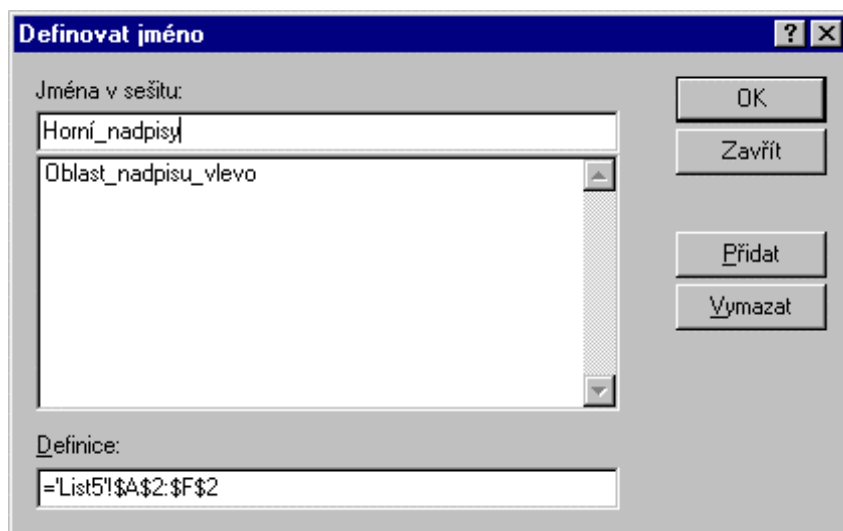 Definovat jméno
Jména v sešitu:
Horní_nadpisy
Oblast_nadpisu_vlevo
OK
Zavřít
Přidat
Vymazat
Definice:
='List5'!$A$2:$F$2